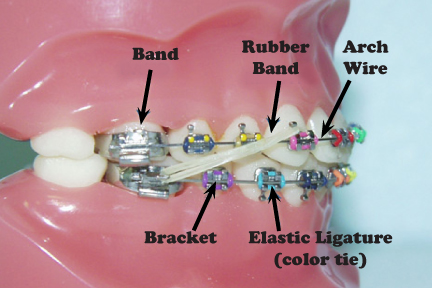 Band
Rubber
Band
Arch
Wire
Bracket
Elastic Ligature
(color tie)